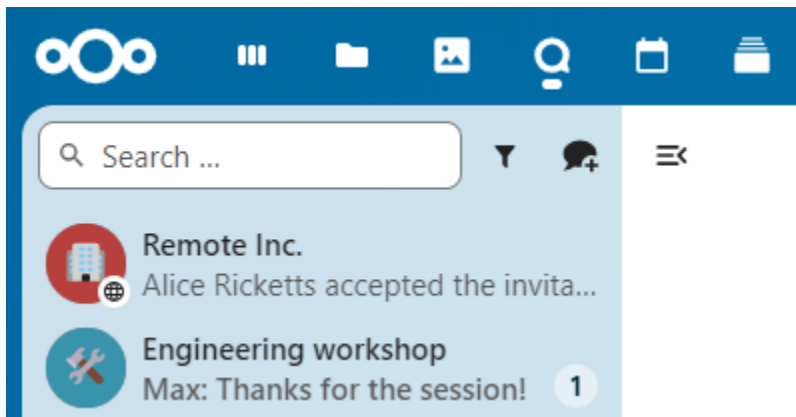 Search ...
Remote Inc.
Alice Ricketts accepted the invita...
Engineering workshop
Max: Thanks for the session! 1